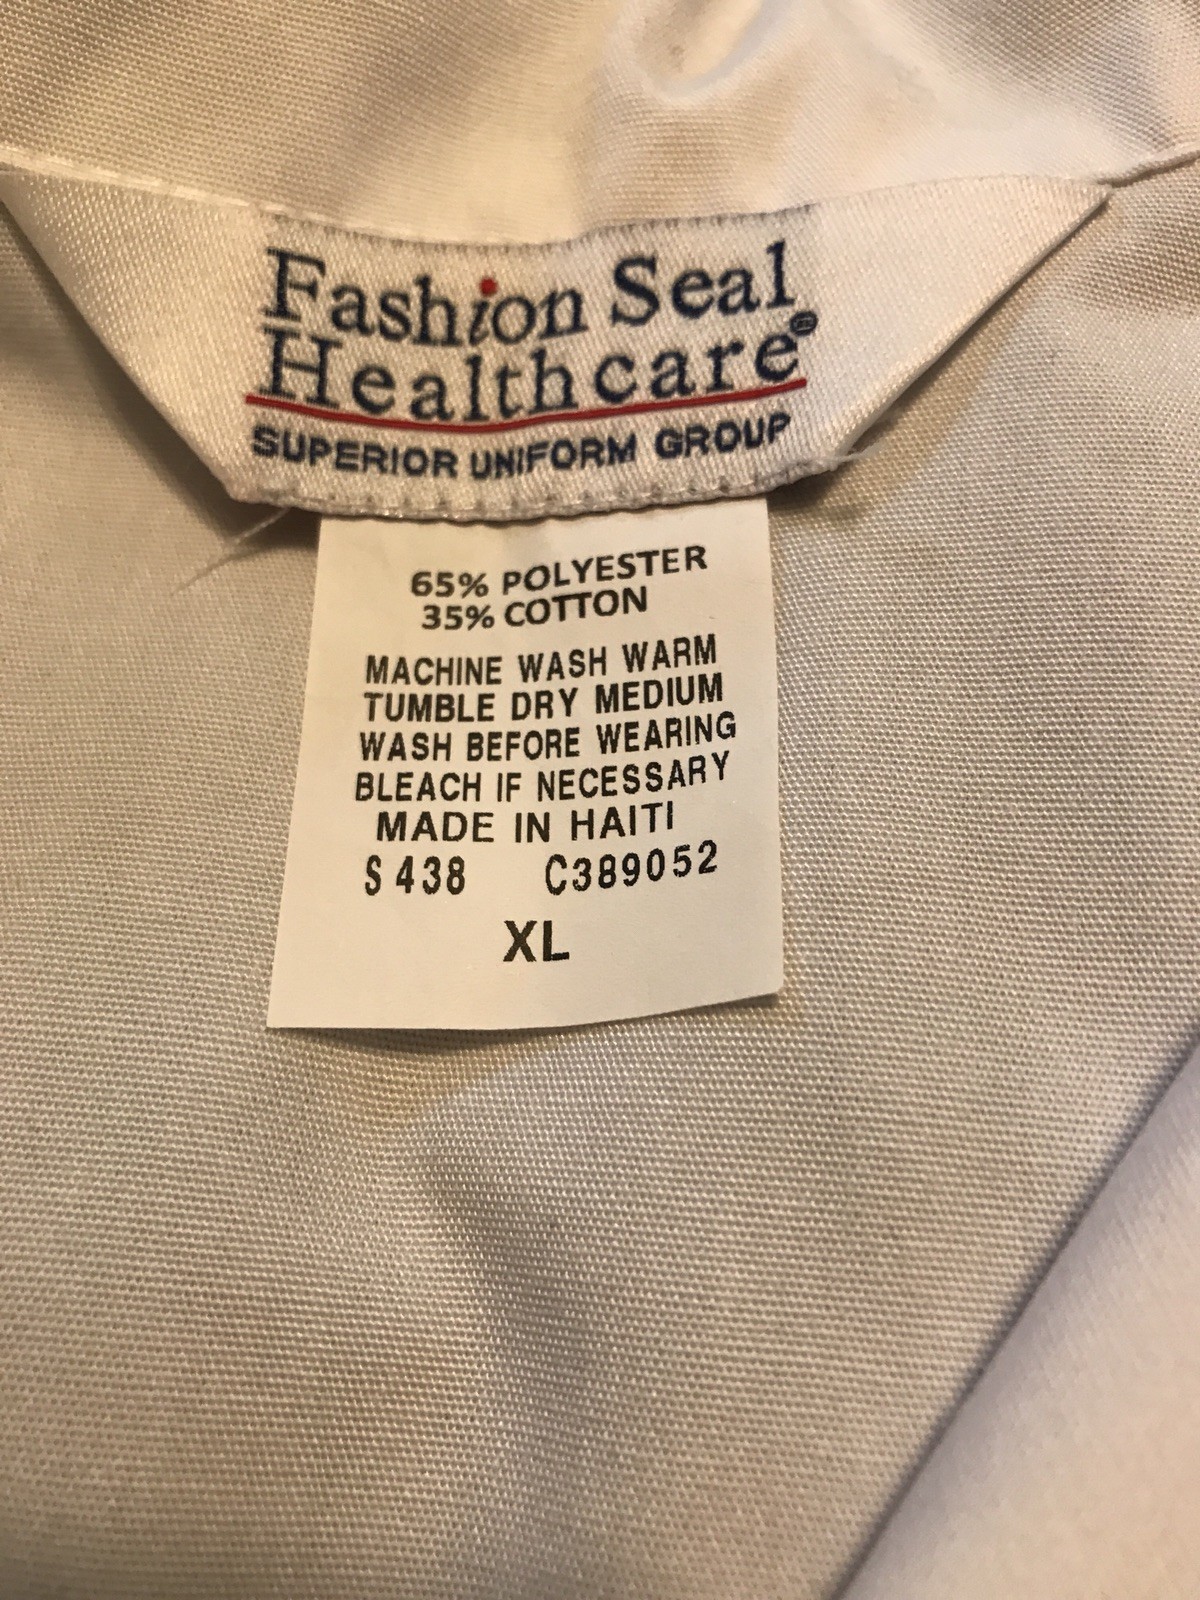 Fashion Seal
Healthcare®
SUPERIOR UNIFORM GROUP
65% POLYESTER
35% COTTON
MACHINE WASH WARM
TUMBLE DRY MEDIUM
WASH BEFORE WEARING
BLEACH IF NECESSARY
MADE IN HAITI
S 438 C389052
XL